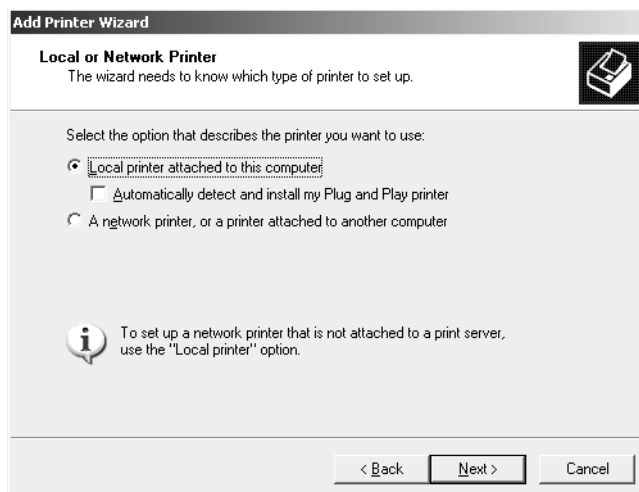 Add Printer Wizard
Local or Network Printer
The wizard needs to know which type of printer to set up.
Select the option that describes the printer you want to use:
Local printer attached to this computer
Automatically detect and install my Plug and Play printer
A network printer, or a printer attached to another computer
To set up a network printer that is not attached to a print server,
use the "Local printer" option.
< Back Next > Cancel